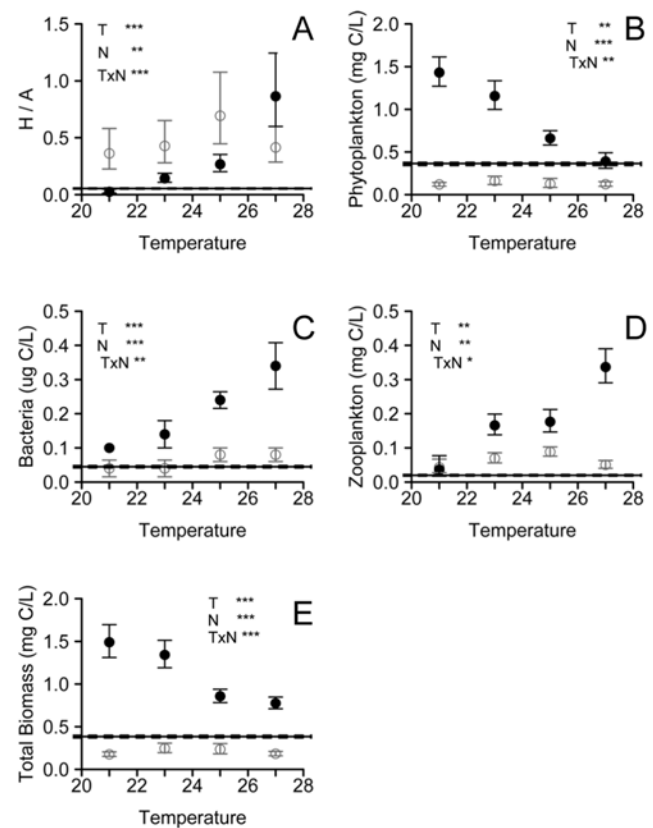 A
T ***
N **
TxN ***
H / A
1.5
1.0
0.5
0.0
20 22 24 26 28
Temperature
B
T **
N ***
TxN **
Phytoplankton (mg C/L)
2.0
1.5
1.0
0.5
0.0
20 22 24 26 28
Temperature
C
T ***
N ***
TxN **
Bacteria (ug C/L)
0.5
0.4
0.3
0.2
0.1
0.0
20 22 24 26 28
Temperature
D
T **
N **
TxN *
Zooplankton (mg C/L)
0.5
0.4
0.3
0.2
0.1
0.0
20 22 24 26 28
Temperature
E
T ***
N ***
TxN ***
Total Biomass (mg C/L)
2.0
1.5
1.0
0.5
0.0
20 22 24 26 28
Temperature